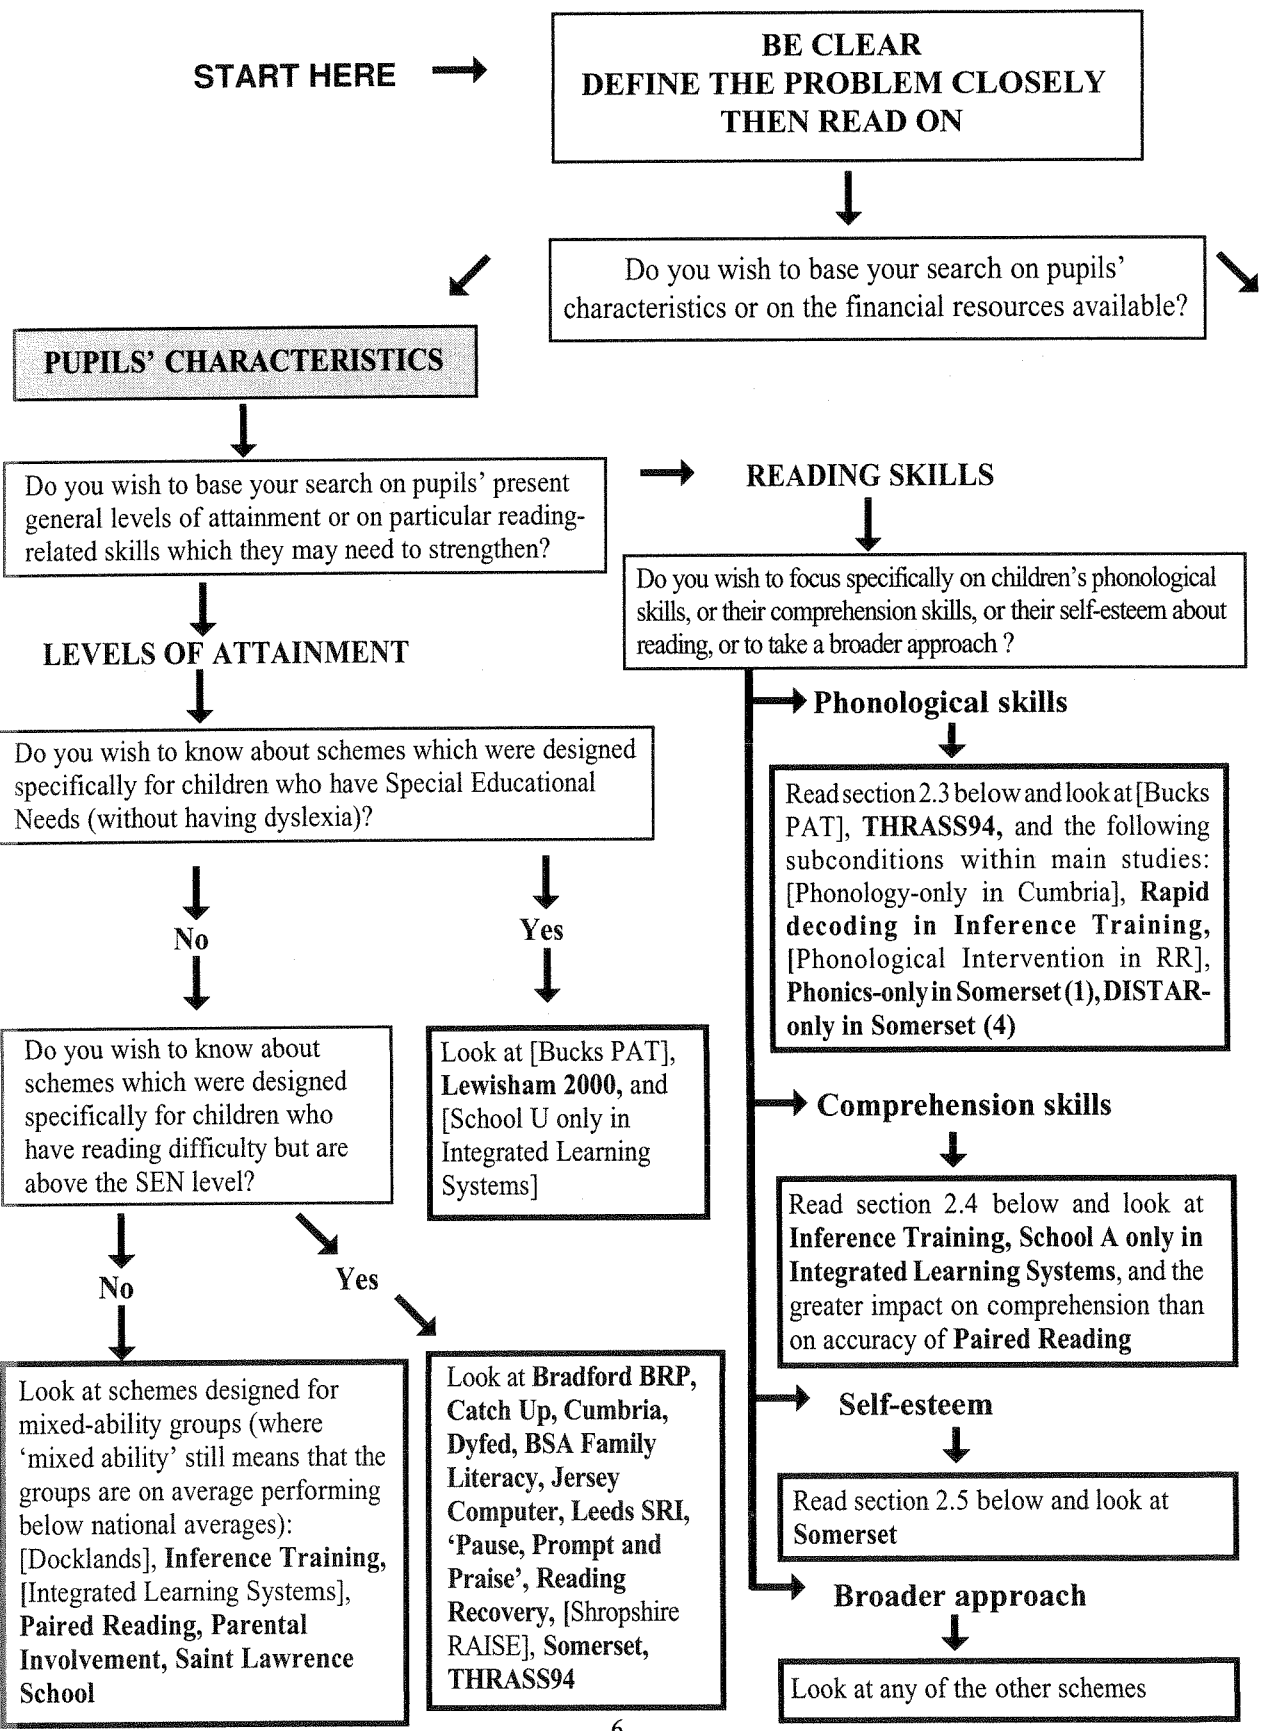 START HERE
BE CLEAR
DEFINE THE PROBLEM CLOSELY
THEN READ ON
Do you wish to base your search on pupils’
characteristics or on the financial resources available?
PUPILS’ CHARACTERISTICS
Do you wish to base your search on pupils’ present
general levels of attainment or on particular reading-
related skills which they may need to strengthen?
READING SKILLS
Do you wish to focus specifically on children’s phonological
skills, or their comprehension skills, or their self-esteem about
reading, or to take a broader approach ?
LEVELS OF ATTAINMENT
Do you wish to know about schemes which were designed
specifically for children who have Special Educational
Needs (without having dyslexia)?
No
Yes
Do you wish to know about
schemes which were designed
specifically for children who
have reading difficulty but are
above the SEN level?
Look at [Bucks PAT],
Lewisham 2000, and
[School U only in
Integrated Learning
Systems]
No
Yes
Look at schemes designed for
mixed-ability groups (where
‘mixed ability’ still means that the
groups are on average performing
below national averages):
[Docklands], Inference Training,
[Integrated Learning Systems],
Paired Reading, Parental
Involvement, Saint Lawrence
School
Look at Bradford BRP,
Catch Up, Cumbria,
Dyfed, BSA Family
Literacy, Jersey
Computer, Leeds SRI,
‘Pause, Prompt and
Praise’, Reading
Recovery, [Shropshire
RAISE], Somerset,
THRASS94
Phonological skills
Read section 2.3 below and look at [Bucks
PAT], THRASS94, and the following
subconditions within main studies:
[Phonology-only in Cumbria], Rapid
decoding in Inference Training,
[Phonological Intervention in RR],
Phonics-only in Somerset (1), DISTAR-
only in Somerset (4)
Comprehension skills
Read section 2.4 below and look at
Inference Training, School A only in
Integrated Learning Systems, and the
greater impact on comprehension than
on accuracy of Paired Reading
Self-esteem
Read section 2.5 below and look at
Somerset
Broader approach
Look at any of the other schemes
6